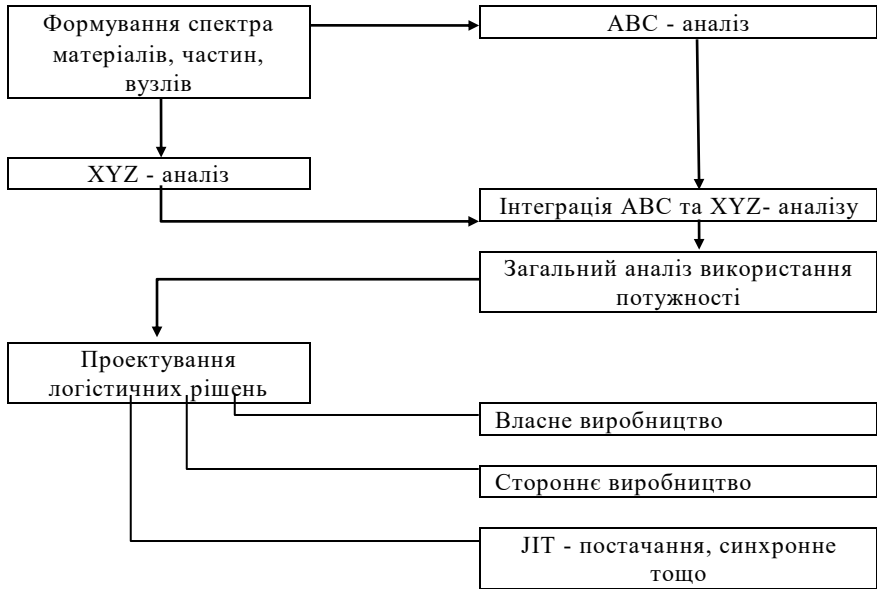 Формування спектра
матеріалів, частин,
вузлів
АВС - аналіз
XYZ - аналіз
Інтеграція АВС та XYZ- аналізу
Загальний аналіз використання
потужності
Проектування
логістичних рішень
Власне виробництво
Стороннє виробництво
JIT - постачання, синхронне
тощо